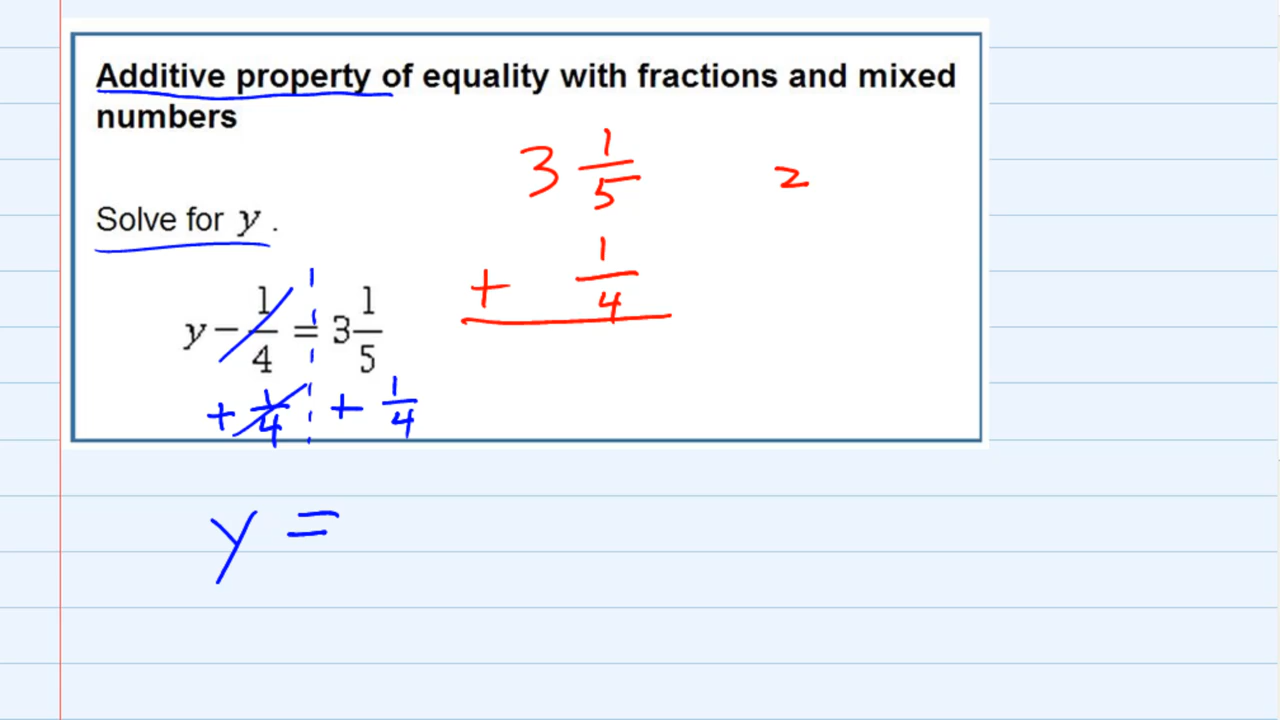 Additive property of equality with fractions and mixed
numbers
3 1/5 =
Solve for y .
+ 1/4
y − 1/4 = 3 1/5
+ 1/4 + 1/4
y =